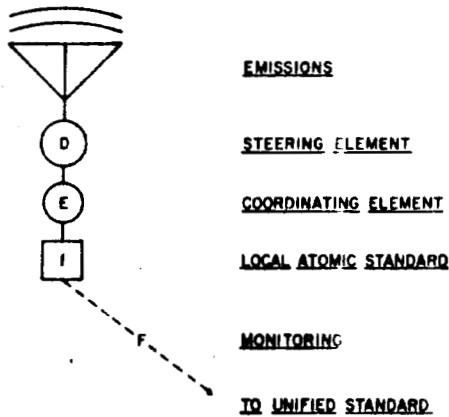 EMISSIONS
D STEERING ELEMENT
E COORDINATING ELEMENT
I LOCAL ATOMIC STANDARD
F MONITORING
TO UNIFIED STANDARD